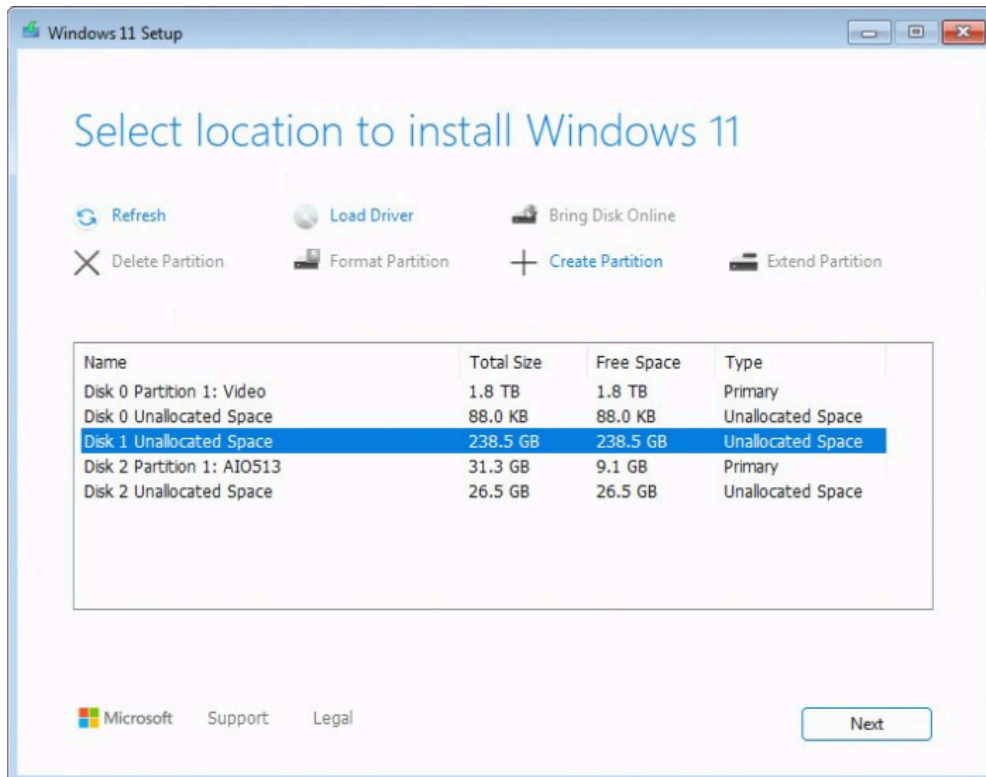 Windows 11 Setup
Select location to install Windows 11
Refresh Load Driver Bring Disk Online
Delete Partition Format Partition Create Partition Extend Partition
Name Total Size Free Space Type
Disk 0 Partition 1: Video 1.8 TB 1.8 TB Primary
Disk 0 Unallocated Space 88.0 KB 88.0 KB Unallocated Space
Disk 1 Unallocated Space 238.5 GB 238.5 GB Unallocated Space
Disk 2 Partition 1: AIO513 31.3 GB 9.1 GB Primary
Disk 2 Unallocated Space 26.5 GB 26.5 GB Unallocated Space
Microsoft Support Legal Next